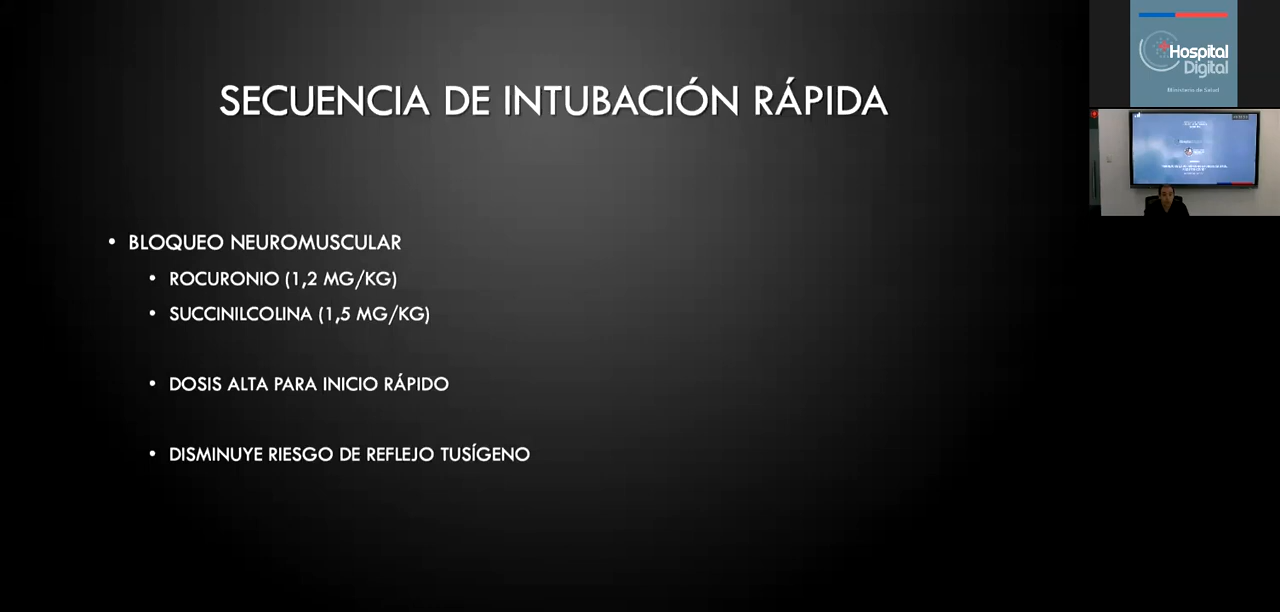 SECUENCIA DE INTUBACIÓN RÁPIDA
• BLOQUEO NEUROMUSCULAR
• ROCURONIO (1,2 MG/KG)
• SUCCINILCOLINA (1,5 MG/KG)
• DOSIS ALTA PARA INICIO RÁPIDO
• DISMINUYE RIESGO DE REFLEJO TUSÍGENO
Hospital
Digital
Ministerio de Salud